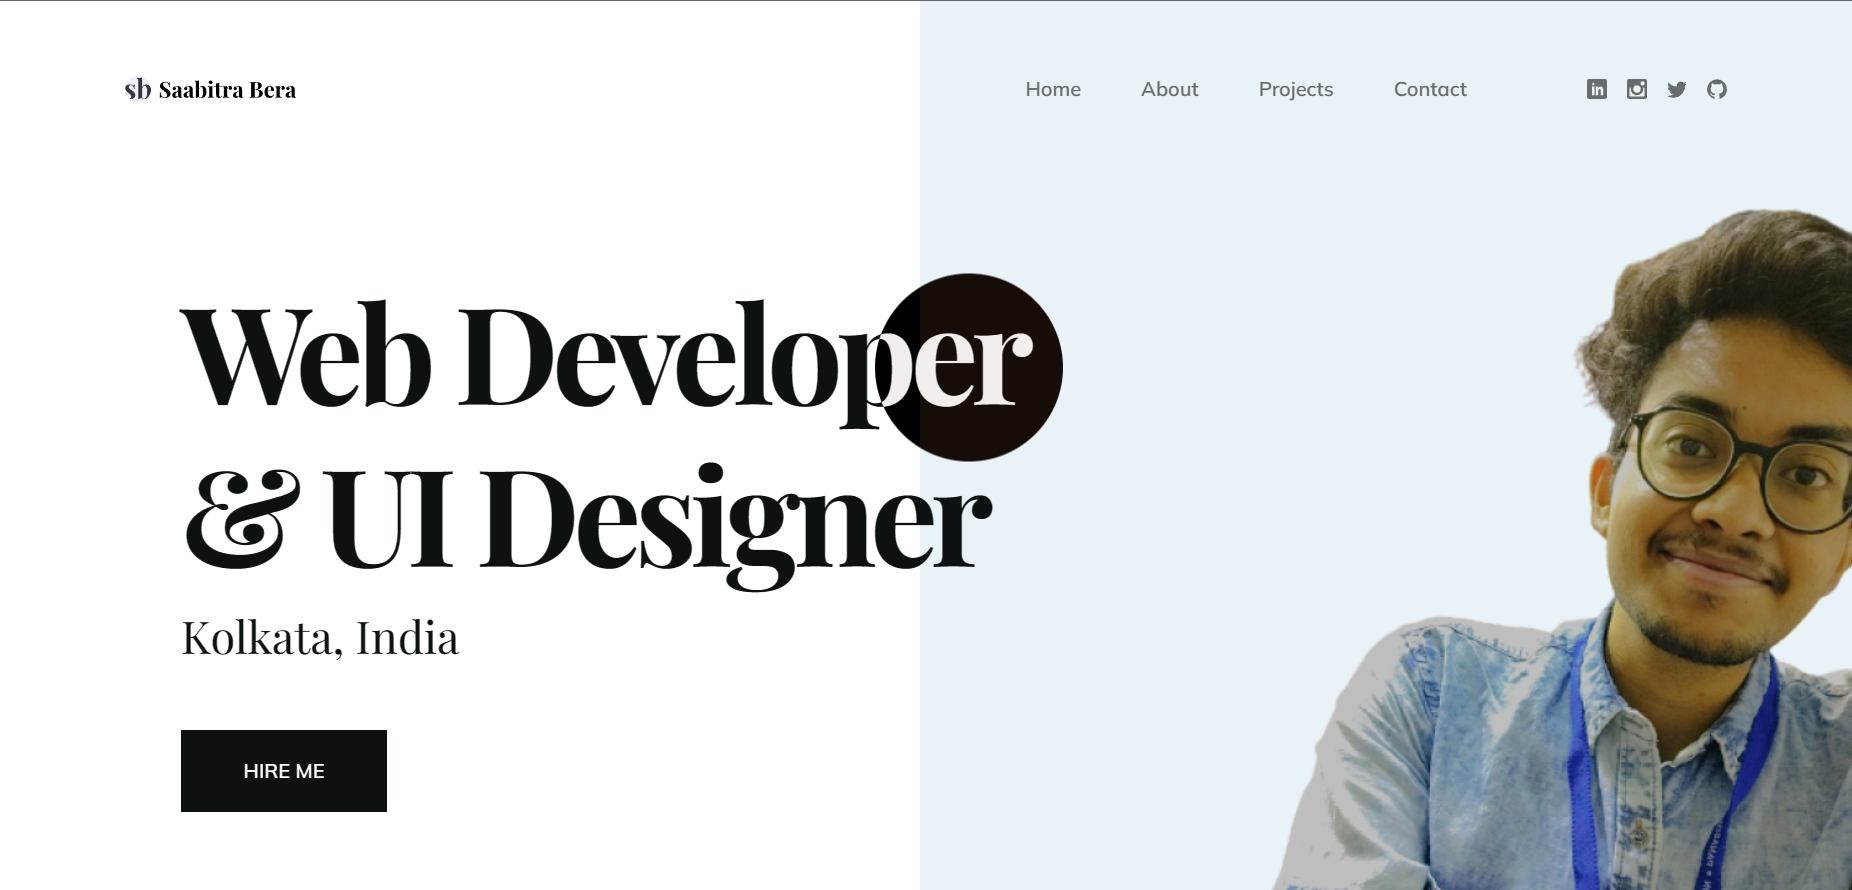 sb Saabitra Bera
Home About Projects Contact
Web Developer
& UI Designer
Kolkata, India
HIRE ME